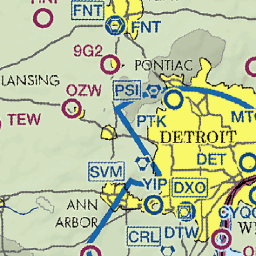 FNT
FNT
9G2
PONTIAC
LANSING
OZW
PSI
TEW
PTK
DETROIT
MTC
DET
SVM
YIP
DXO
ANN
ARBOR
CYQG
DTW
CRL